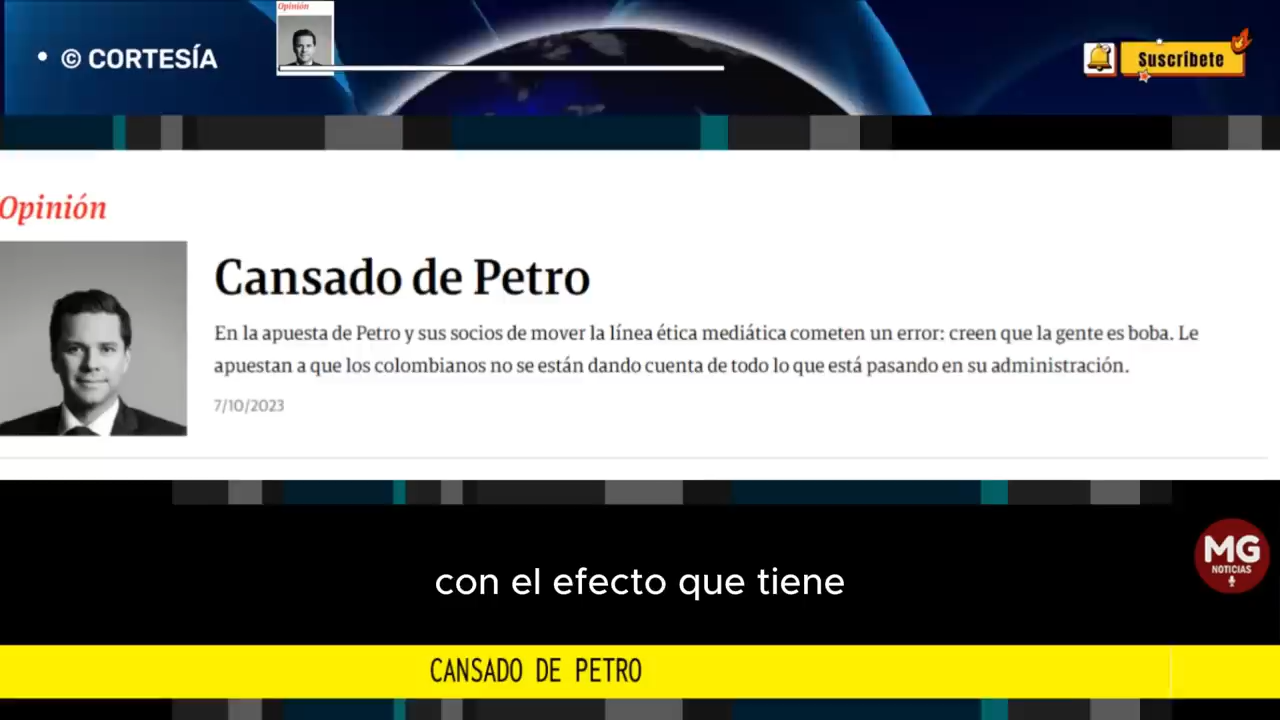 Opinión
• © CORTESÍA
Suscríbete
Opinión
Cansado de Petro
En la apuesta de Petro y sus socios de mover la línea ética mediática cometen un error: creen que la gente es boba. Le
apuestan a que los colombianos no se están dando cuenta de todo lo que está pasando en su administración.
7/10/2023
MG
NOTICIAS
con el efecto que tiene
CANSADO DE PETRO